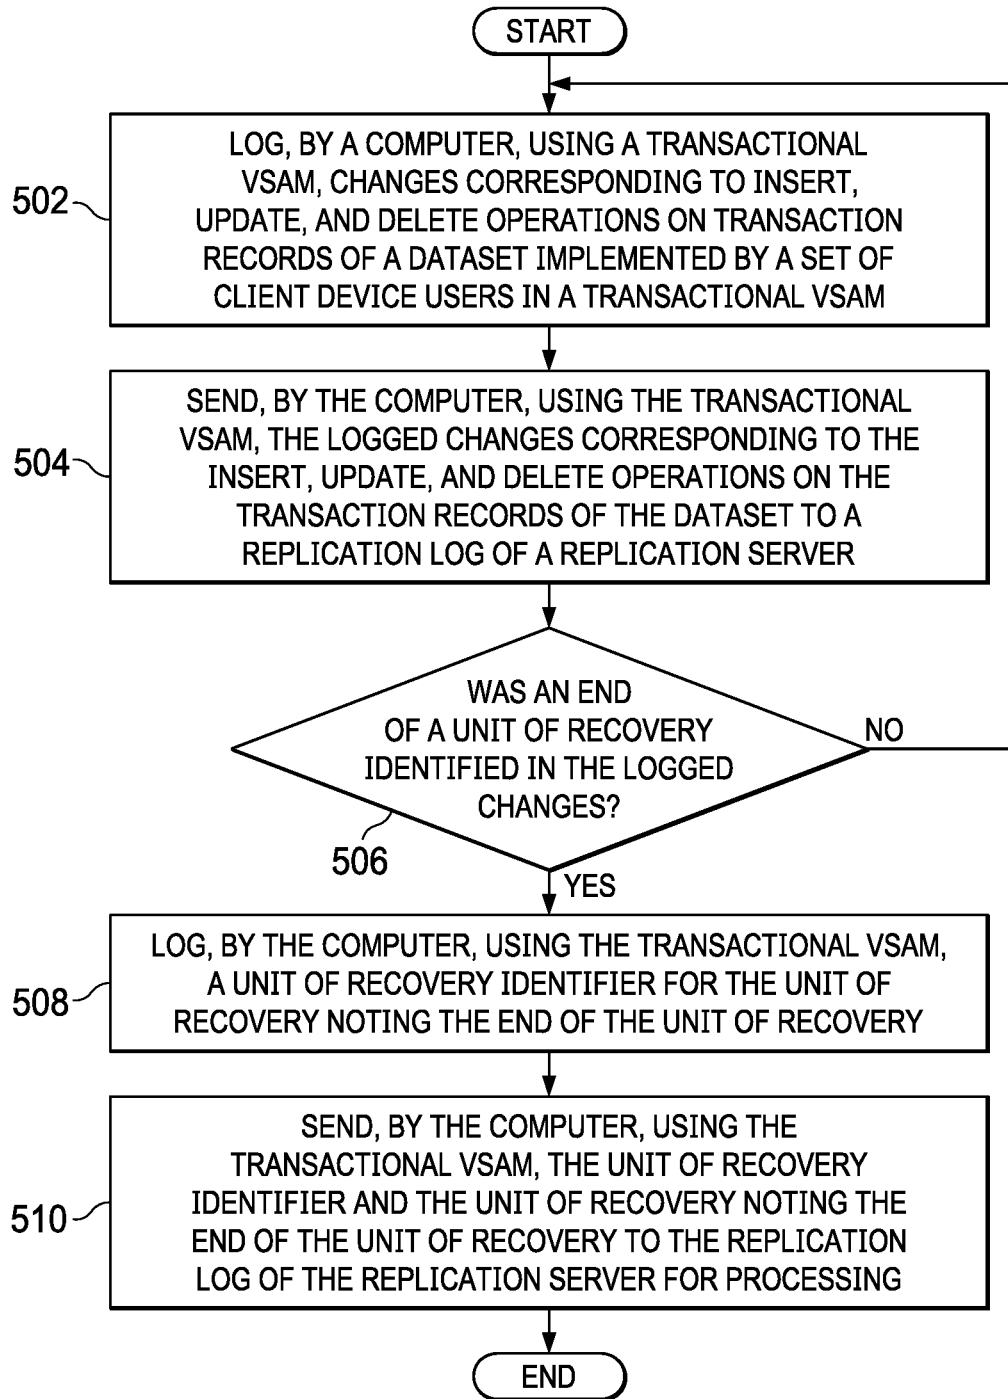 START
502
LOG, BY A COMPUTER, USING A TRANSACTIONAL
VSAM, CHANGES CORRESPONDING TO INSERT,
UPDATE, AND DELETE OPERATIONS ON TRANSACTION
RECORDS OF A DATASET IMPLEMENTED BY A SET OF
CLIENT DEVICE USERS IN A TRANSACTIONAL VSAM
504
SEND, BY THE COMPUTER, USING THE TRANSACTIONAL
VSAM, THE LOGGED CHANGES CORRESPONDING TO THE
INSERT, UPDATE, AND DELETE OPERATIONS ON THE
TRANSACTION RECORDS OF THE DATASET TO A
REPLICATION LOG OF A REPLICATION SERVER
WAS AN END
OF A UNIT OF RECOVERY
IDENTIFIED IN THE LOGGED
CHANGES?
NO
506
YES
508
LOG, BY THE COMPUTER, USING THE TRANSACTIONAL VSAM,
A UNIT OF RECOVERY IDENTIFIER FOR THE UNIT OF
RECOVERY NOTING THE END OF THE UNIT OF RECOVERY
510
SEND, BY THE COMPUTER, USING THE
TRANSACTIONAL VSAM, THE UNIT OF RECOVERY
IDENTIFIER AND THE UNIT OF RECOVERY NOTING THE
END OF THE UNIT OF RECOVERY TO THE REPLICATION
LOG OF THE REPLICATION SERVER FOR PROCESSING
END